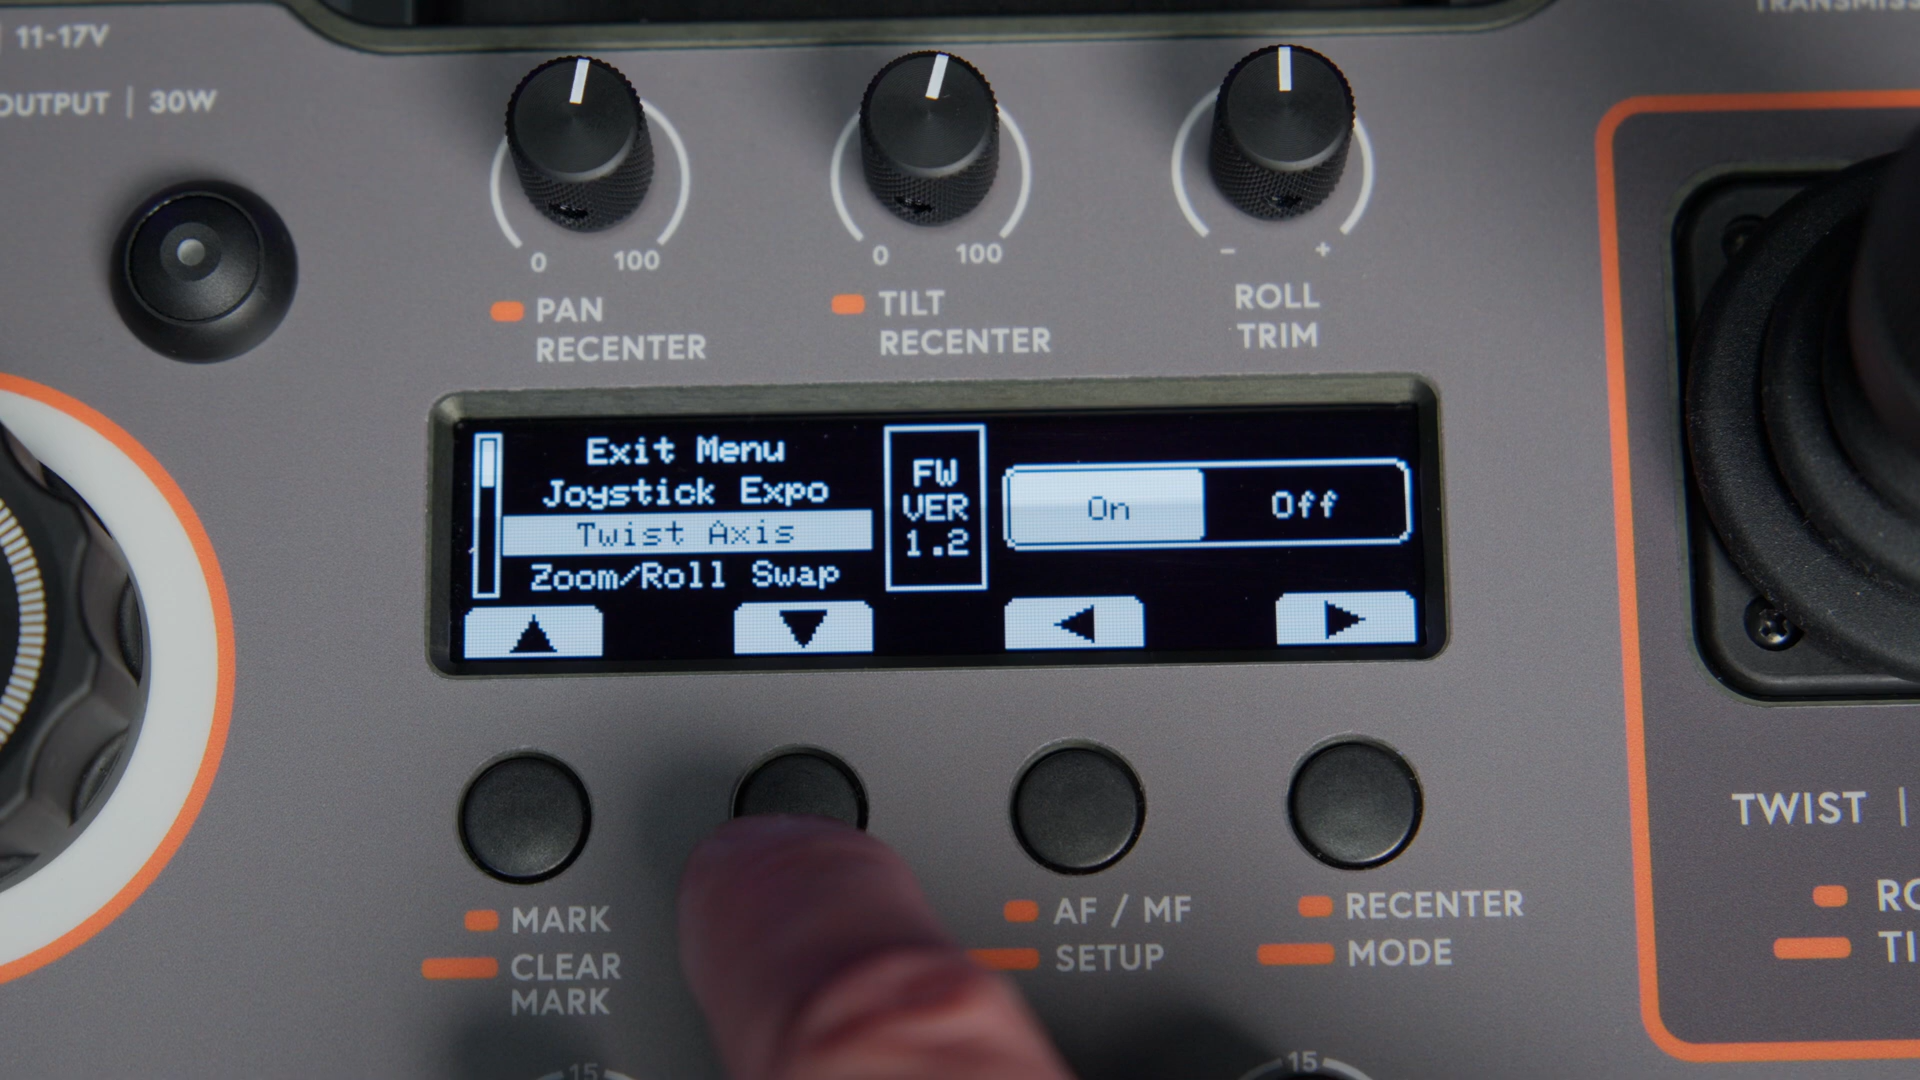 11-17V
OUTPUT | 30W
0 100
PAN
RECENTER
0 100
TILT
RECENTER
- +
ROLL
TRIM
Exit Menu
Joystick Expo
Twist Axis
Zoom/Roll Swap
FW
VER
1.2
On Off
MARK
CLEAR
MARK
AF / MF
SETUP
RECENTER
MODE
TWIST |
15
15